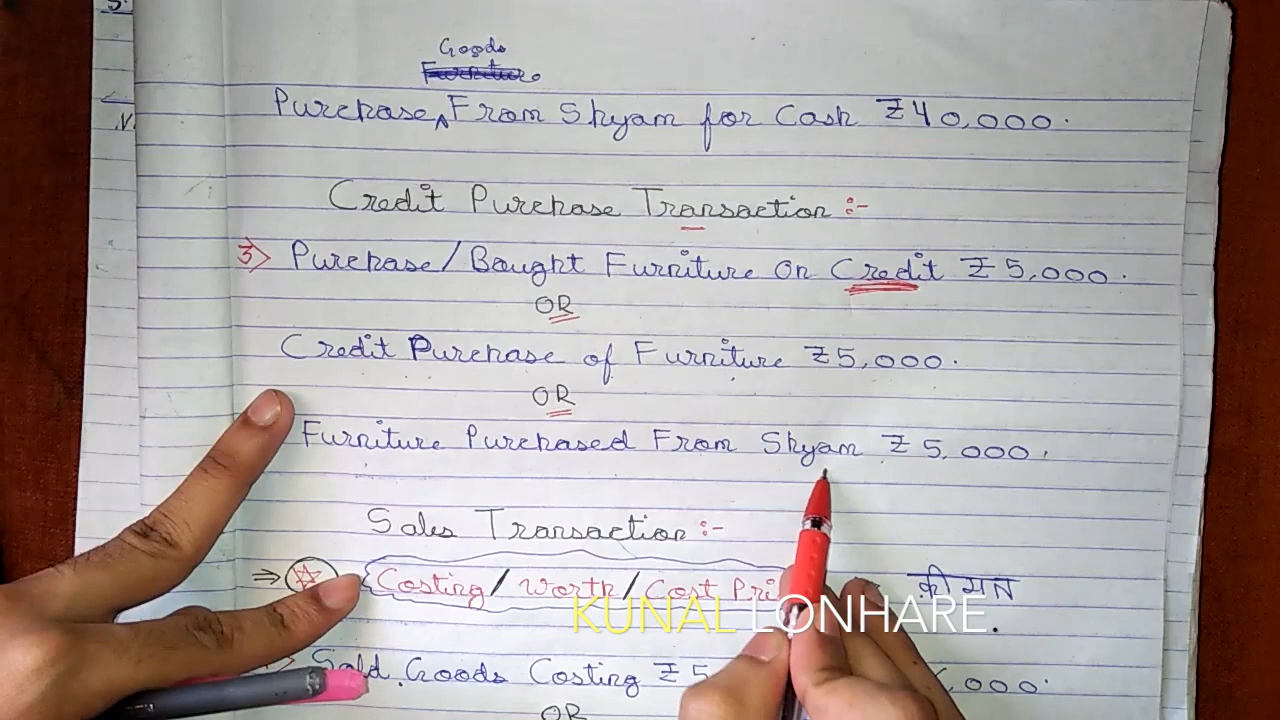 Goods
Purchase From Shyam for Cash ₹40,000.
Credit Purchase Transaction :-
3) Purchase/Bought Furniture On Credit ₹5,000.
OR
Credit Purchase of Furniture ₹5,000.
OR
Furniture Purchased From Shyam ₹5,000.
Sales Transaction :-
⇒ Costing/Worth/Cost Pri कीमत
KUNAL LONHARE.
Sold Goods Costing ₹5 ,000.
OR